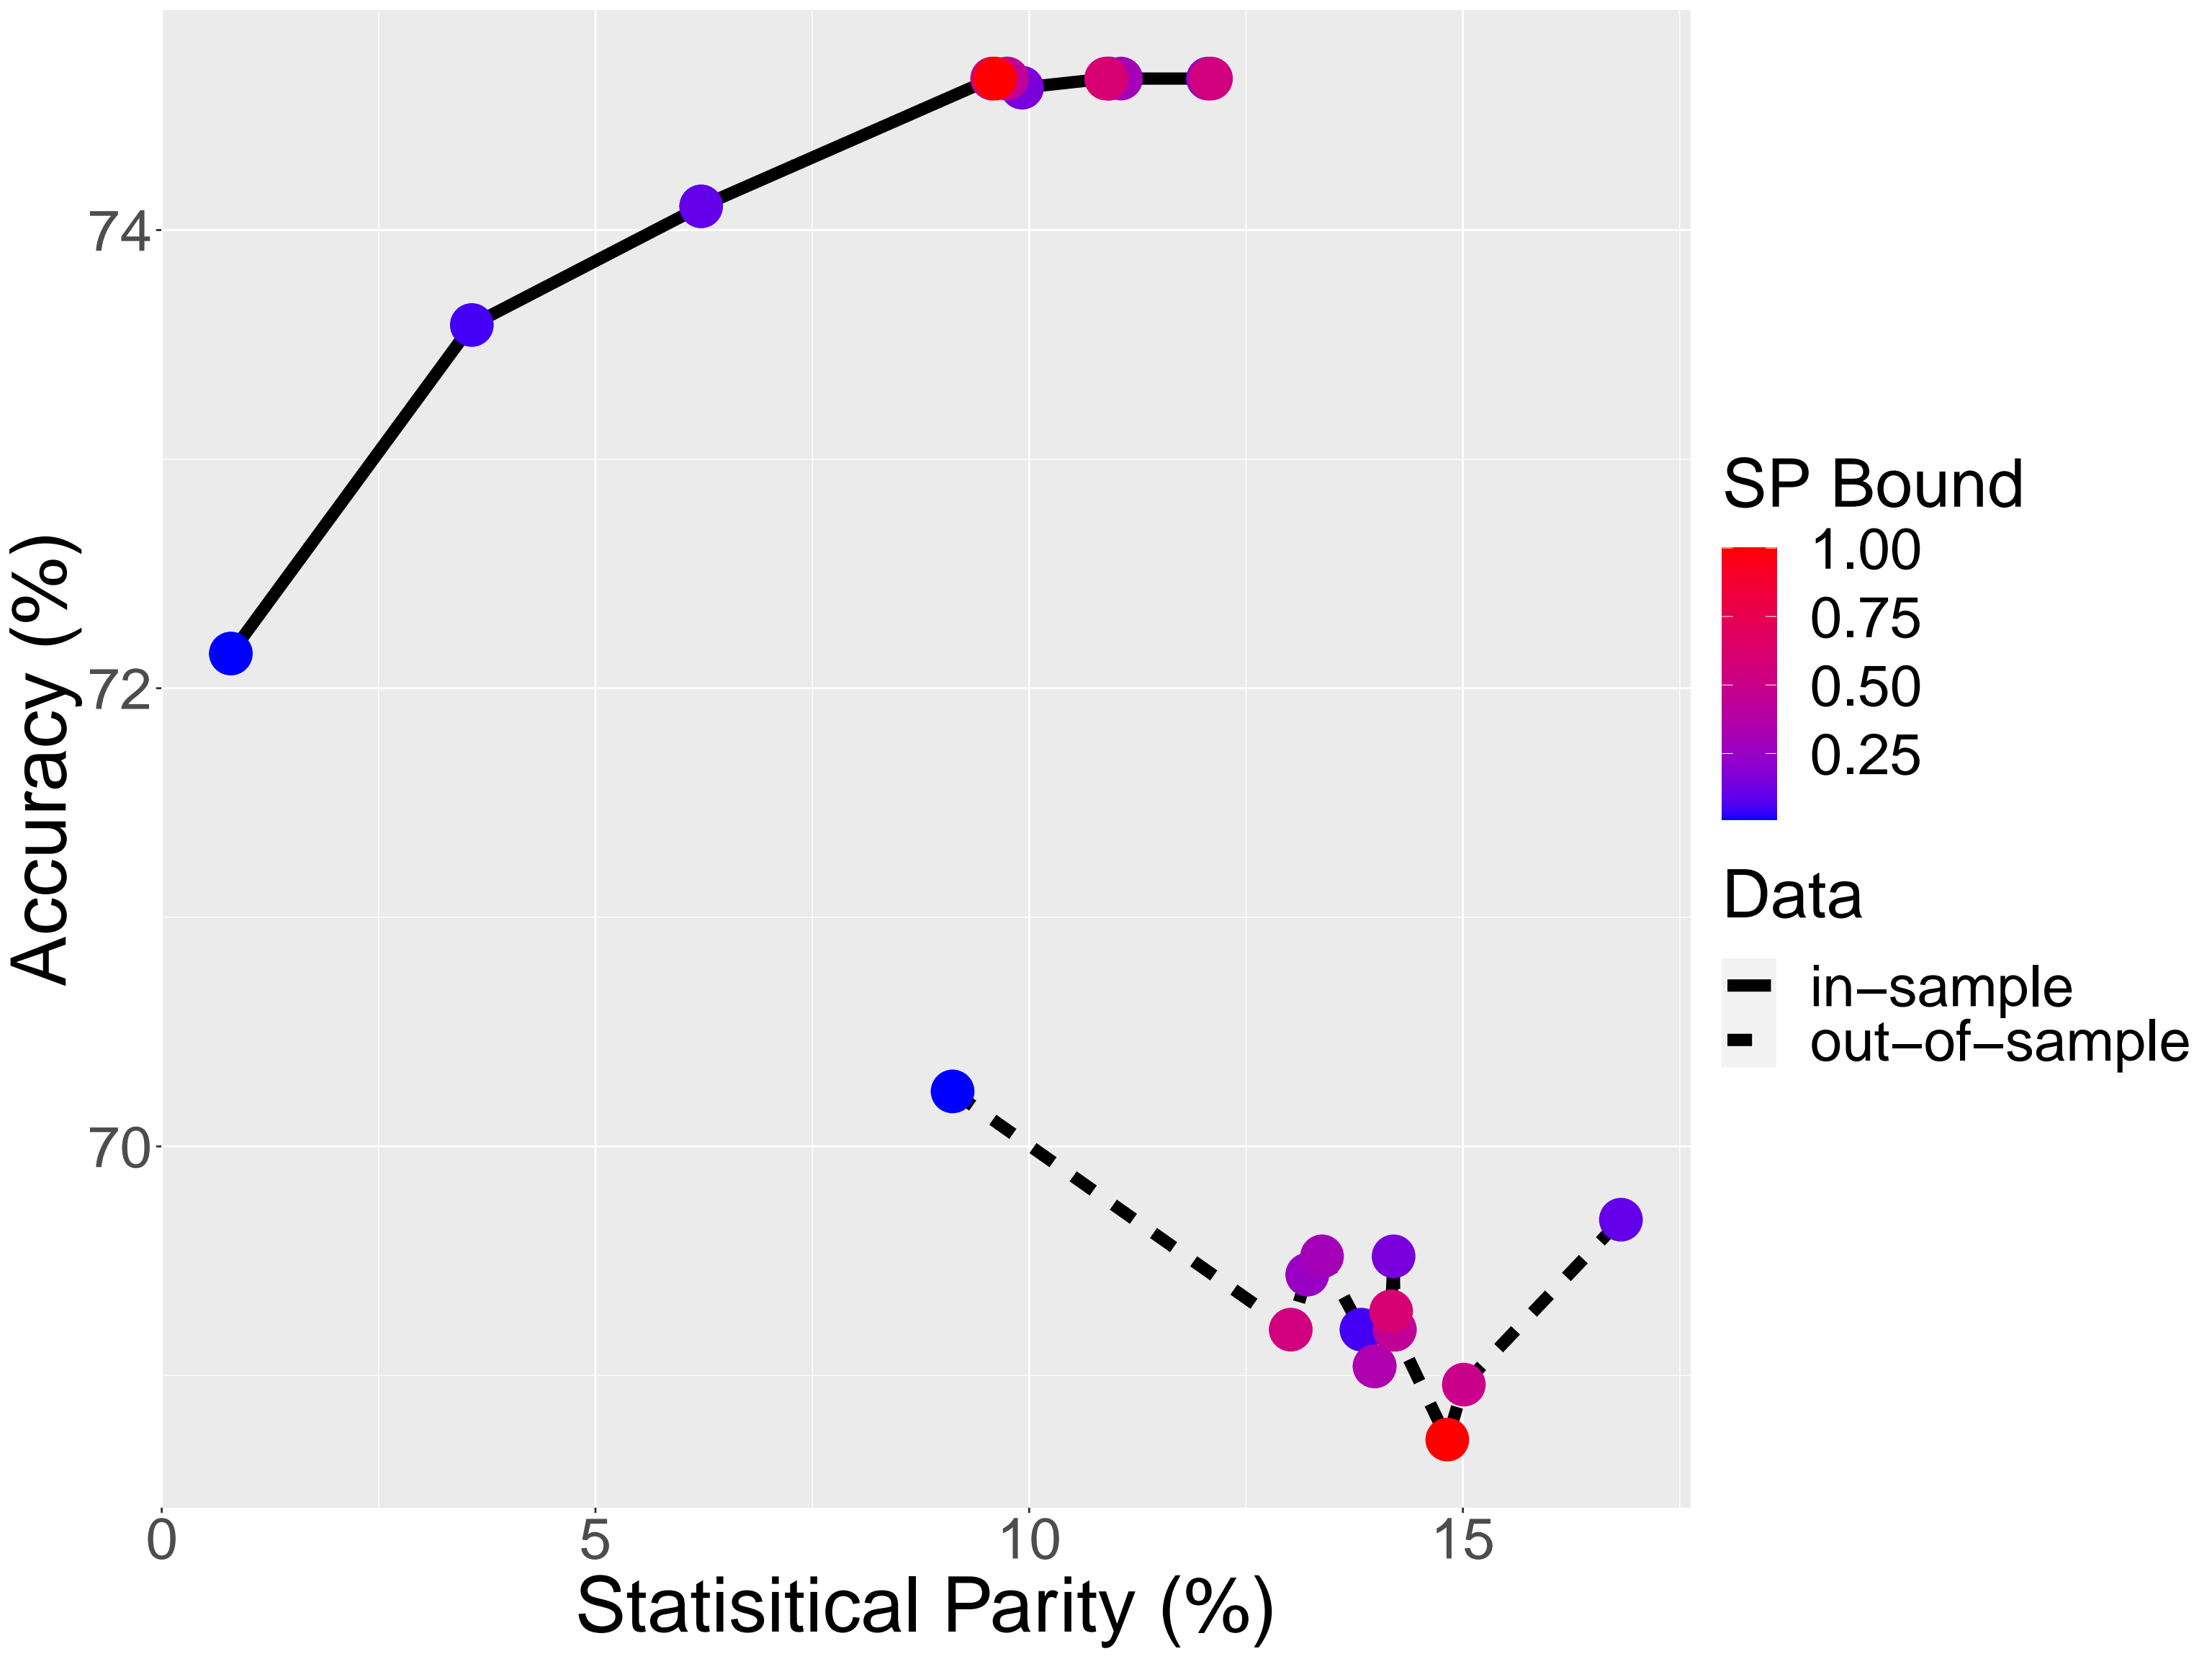 Accuracy (%)
74
72
70
0 5 10 15
Statisitical Parity (%)
SP Bound
1.00
0.75
0.50
0.25
Data
in−sample
out−of−sample